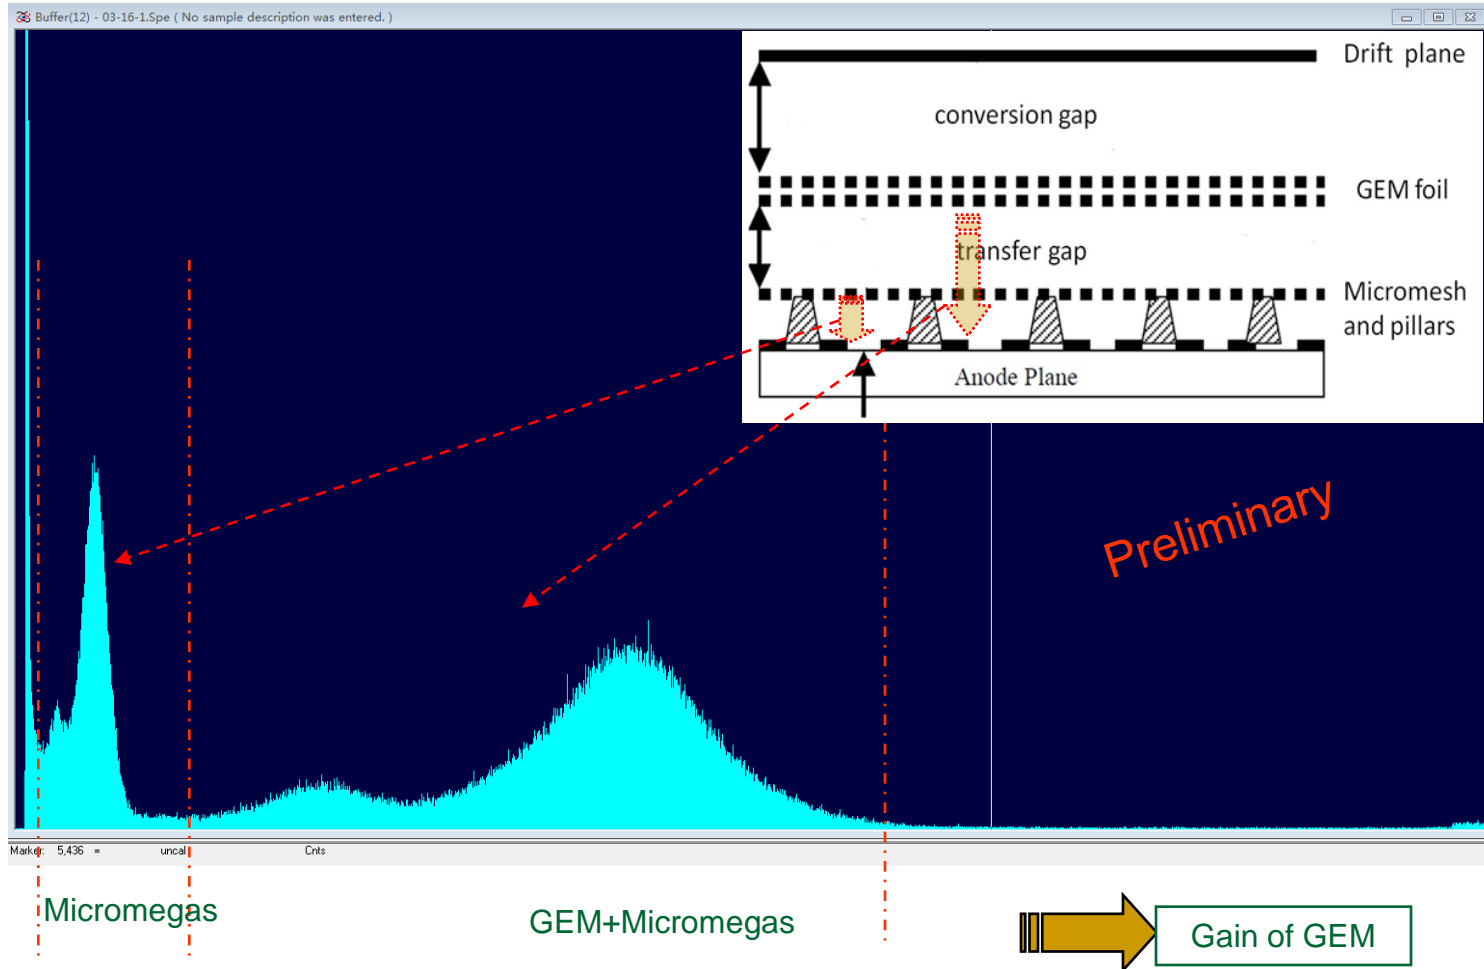 Buffer(12) - 03-16-1.Spe ( No sample description was entered. )
Drift plane
conversion gap
GEM foil
transfer gap
Micromesh
and pillars
Anode Plane
Preliminary
Marker: 5,436 = uncal Cnts
Micromegas
GEM+Micromegas
Gain of GEM